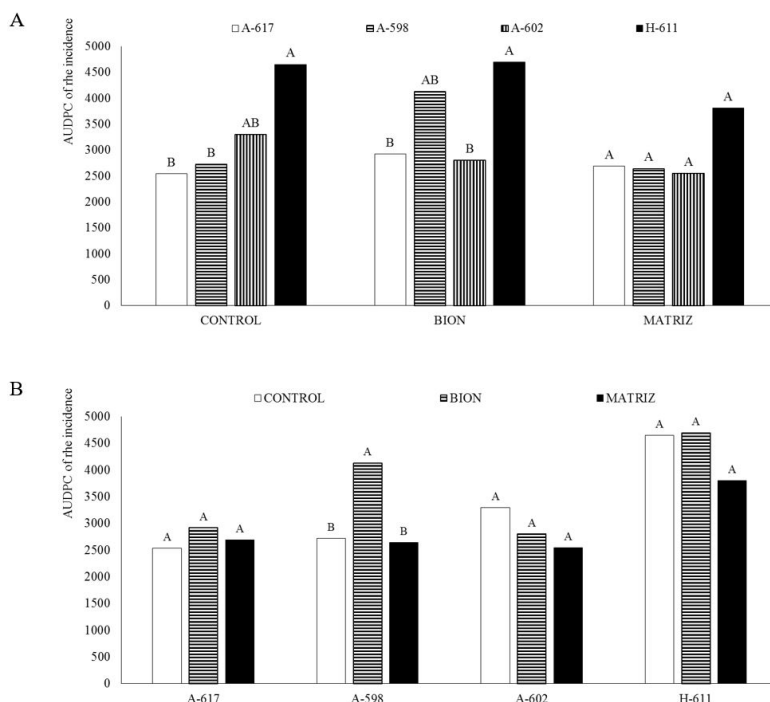 A
A-617 A-598 A-602 H-611
AUDPC of rhe incidence
5000
4500
4000
3500
3000
2500
2000
1500
1000
500
0
B B AB A
B AB B A
A A A A
CONTROL BION MATRIZ
B
CONTROL BION MATRIZ
AUDPC of rhe incidence
5000
4500
4000
3500
3000
2500
2000
1500
1000
500
0
A A A
B A B
A A A
A A A
A-617 A-598 A-602 H-611